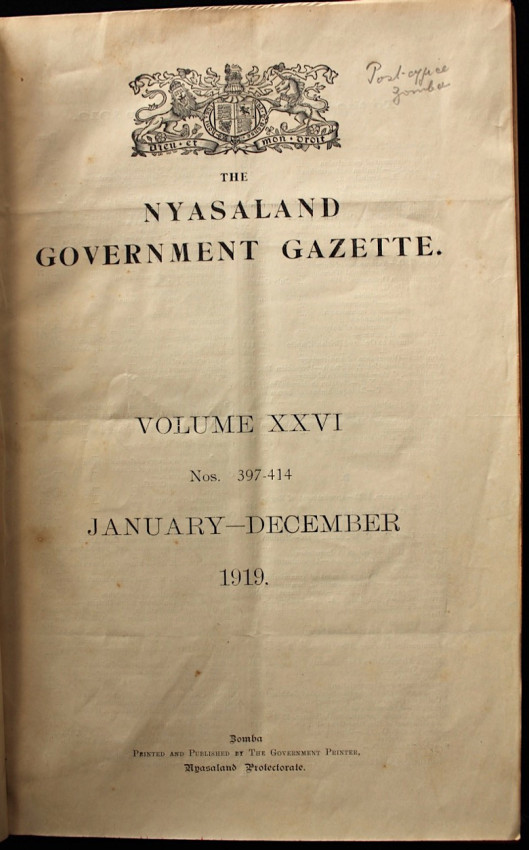 Post-office
Zomba
Dieu et mon droit
THE
NYASALAND
GOVERNMENT GAZETTE.
VOLUME XXVI
Nos. 397-414
JANUARY—DECEMBER
1919.
Zomba
PRINTED AND PUBLISHED BY THE GOVERNMENT PRINTER,
Nyasaland Protectorate.